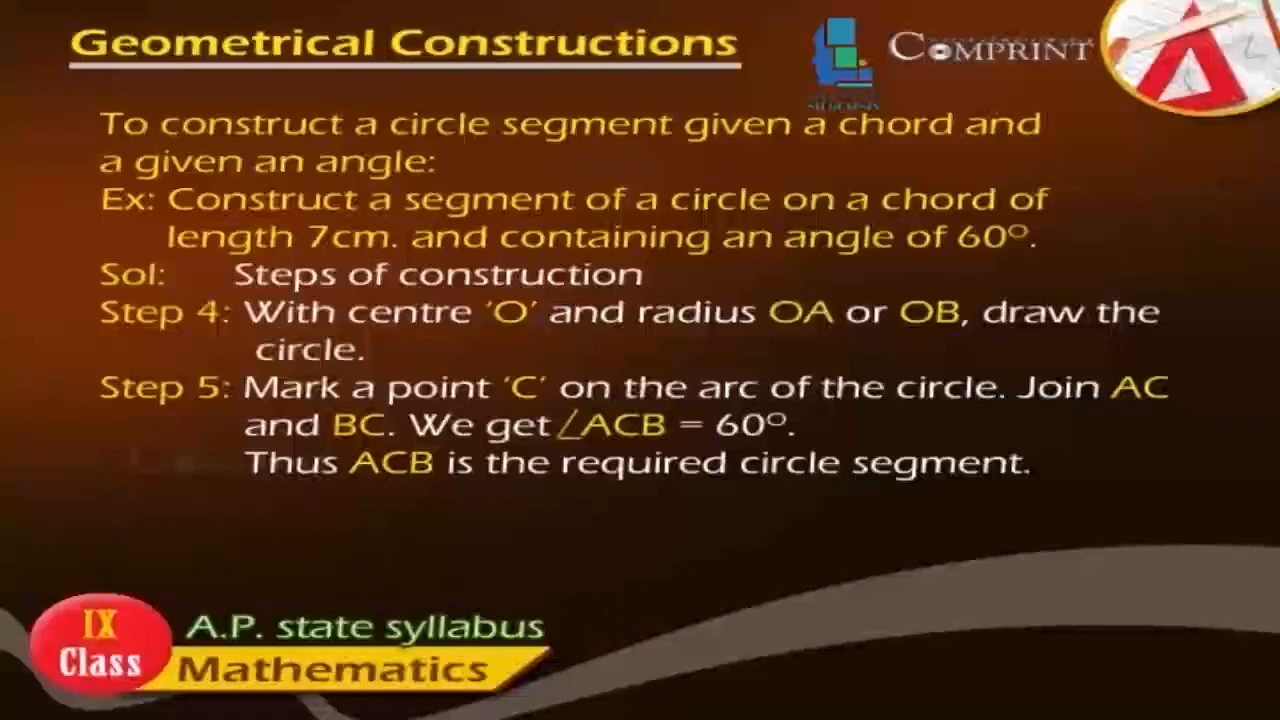 Geometrical Constructions
COMPRINT
To construct a circle segment given a chord and
a given an angle:
Ex: Construct a segment of a circle on a chord of
length 7cm. and containing an angle of 60º.
Sol: Steps of construction
Step 4: With centre 'O' and radius OA or OB, draw the
circle.
Step 5: Mark a point 'C' on the arc of the circle. Join AC
and BC. We get ∠ACB = 60º.
Thus ACB is the required circle segment.
IX
Class
A.P. state syllabus
Mathematics